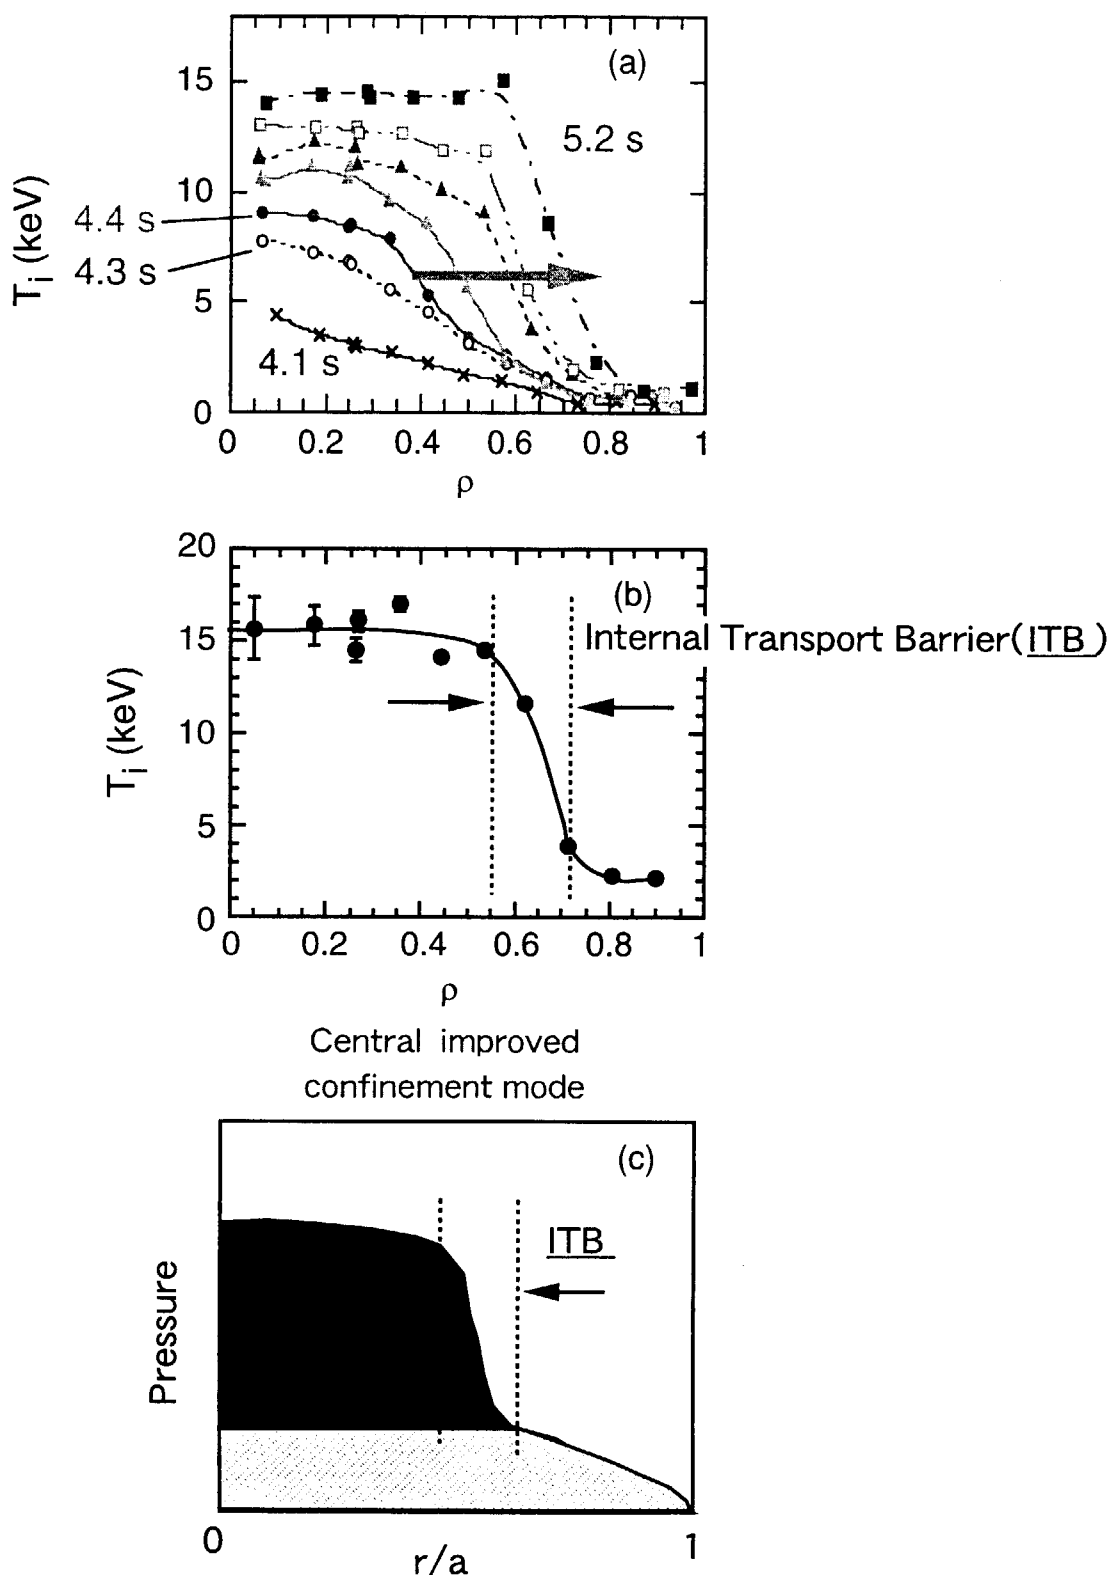 (a)
15
10
5
0
T_i (keV)
5.2 s
4.4 s
4.3 s
4.1 s
0 0.2 0.4 0.6 0.8 1
ρ
20
15
10
5
0
T_i (keV)
(b)
Internal Transport Barrier(ITB)
0 0.2 0.4 0.6 0.8 1
ρ
Central improved
confinement mode
(c)
ITB
Pressure
0 1
r/a